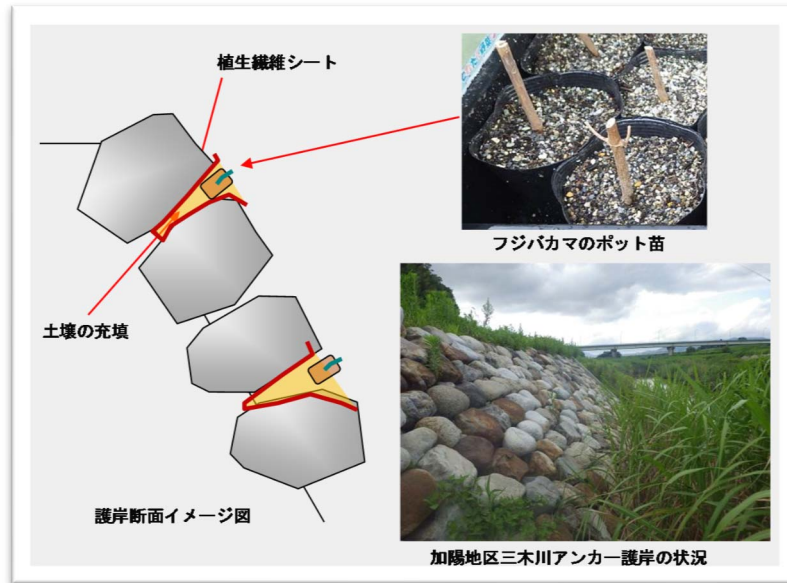 植生繊維シート
土壌の充填
護岸断面イメージ図
フジバカマのポット苗
加陽地区三木川アンカー護岸の状況